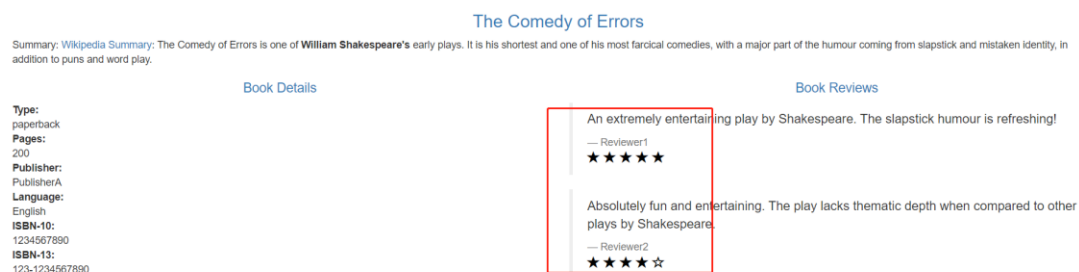 The Comedy of Errors
Summary: Wikipedia Summary: The Comedy of Errors is one of William Shakespeare's early plays. It is his shortest and one of his most farcical comedies, with a major part of the humour coming from slapstick and mistaken identity, in
addition to puns and word play.
Book Details
Type:
paperback
Pages:
200
Publisher:
PublisherA
Language:
English
ISBN-10:
1234567890
ISBN-13:
123-1234567890
Book Reviews
An extremely entertaining play by Shakespeare. The slapstick humour is refreshing!
— Reviewer1
★★★★★
Absolutely fun and entertaining. The play lacks thematic depth when compared to other
plays by Shakespeare.
— Reviewer2
★★★★☆